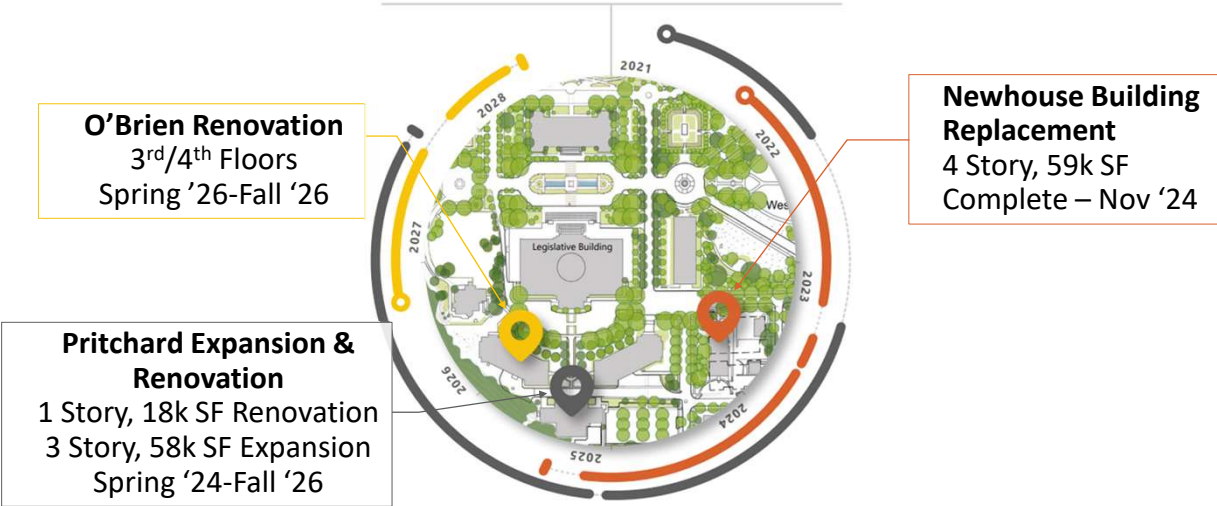 O’Brien Renovation
3rd/4th Floors
Spring ’26-Fall ‘26
Pritchard Expansion &
Renovation
1 Story, 18k SF Renovation
3 Story, 58k SF Expansion
Spring ‘24-Fall ‘26
Newhouse Building
Replacement
4 Story, 59k SF
Complete – Nov ‘24
2021
2022
2023
2024
2025
2026
2027
2028
Legislative Building
Wes